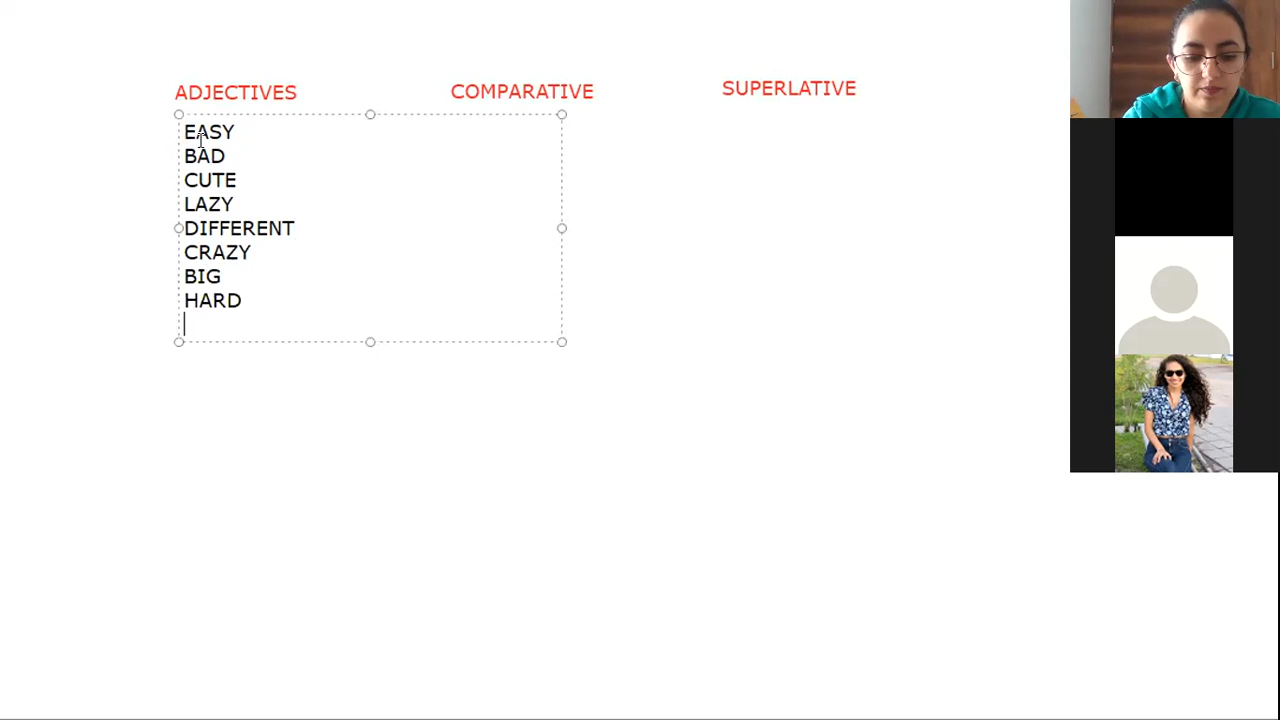 ADJECTIVES COMPARATIVE SUPERLATIVE
EASY
BAD
CUTE
LAZY
DIFFERENT
CRAZY
BIG
HARD